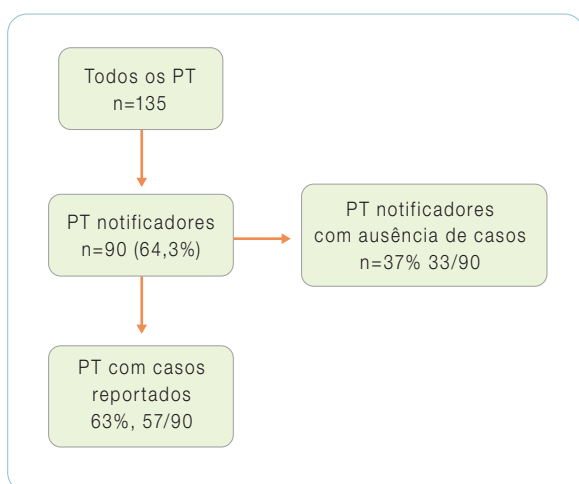 Todos os PT
n=135
PT notificadores
n=90 (64,3%)
PT notificadores
com ausência de casos
n=37% 33/90
PT com casos
reportados
63%, 57/90